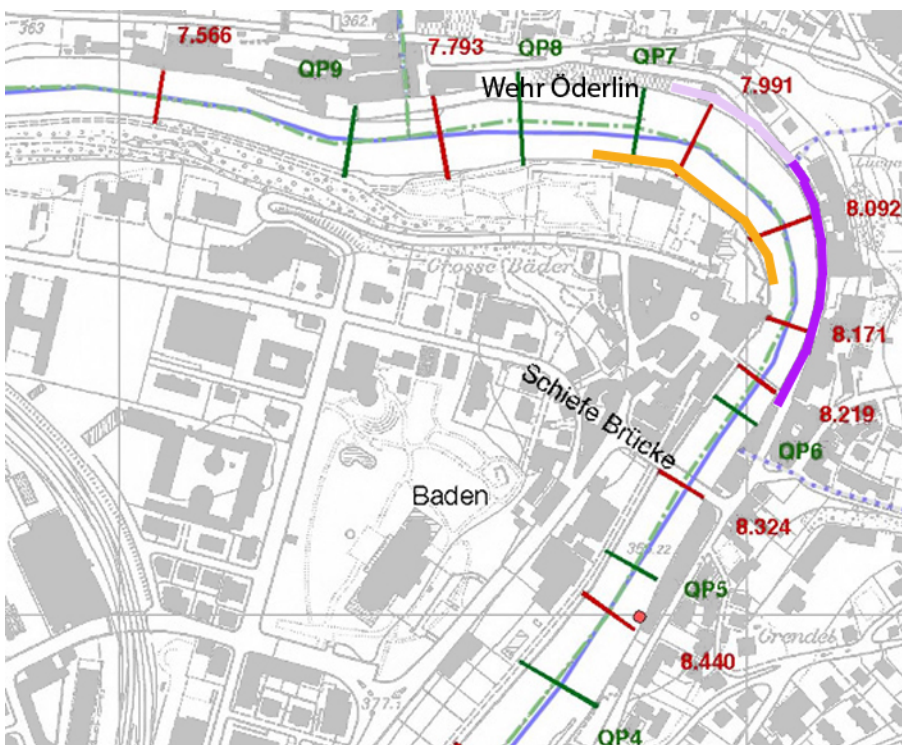 363
362
7.566
7.793
QP8
QP7
QP9
Wehr Öderlin
7.991
8.092
Grosse Bäder
8.171
Schiefe Brücke
8.219
QP6
Baden
8.324
QP5
Grendel
8.440
377.1
QP4